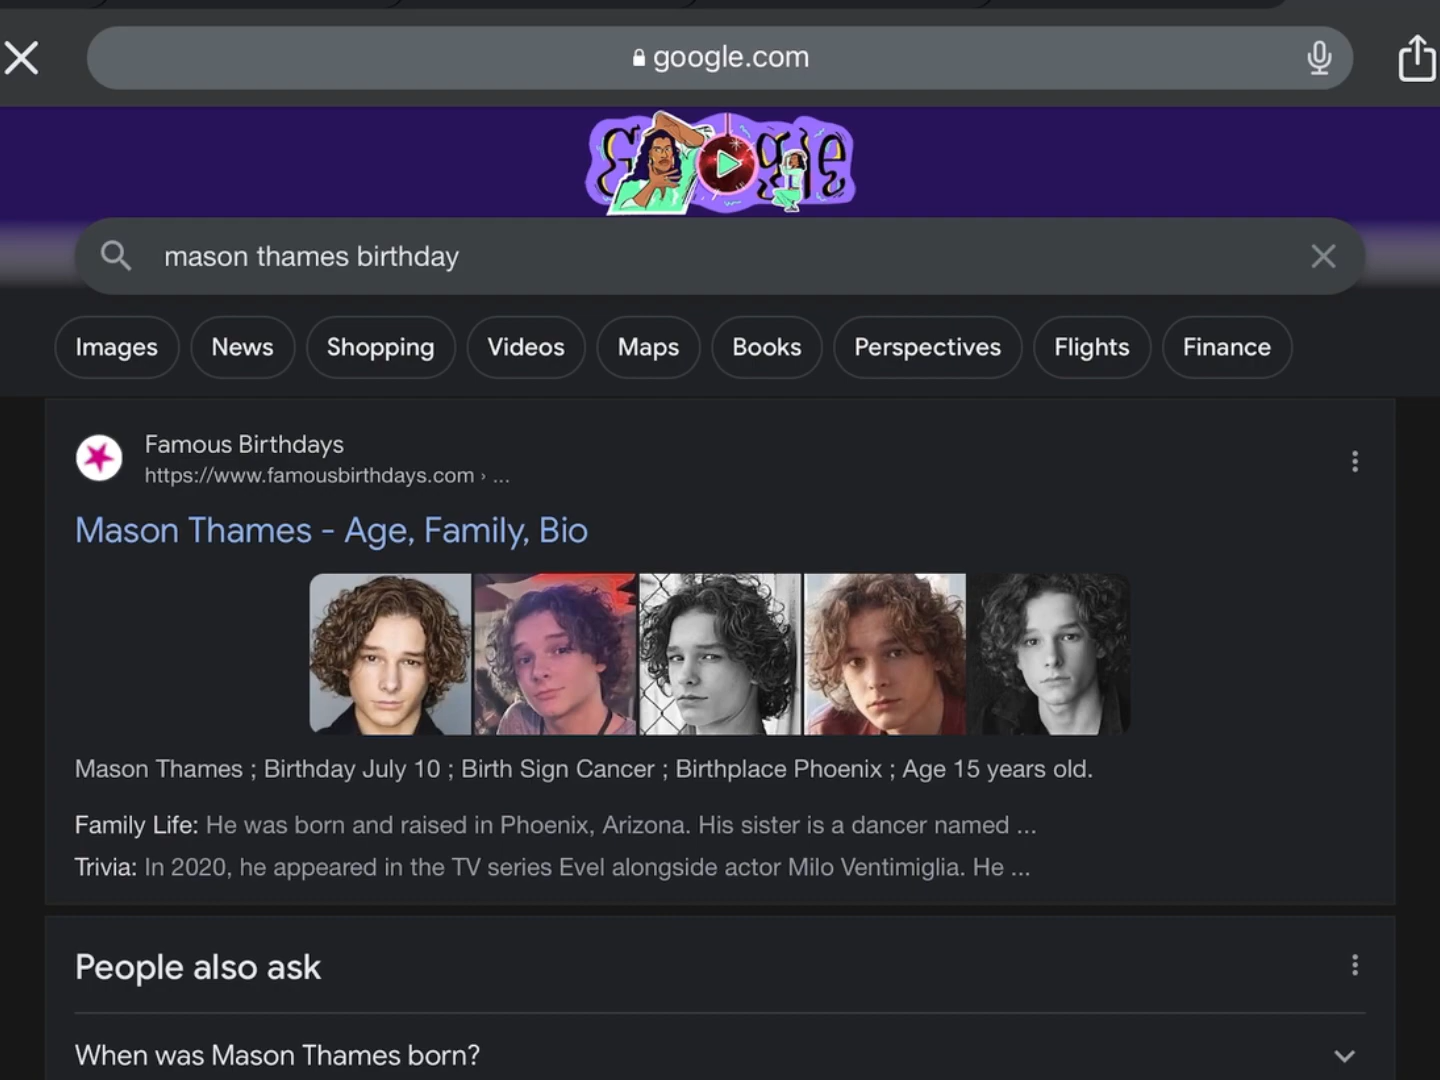 google.com
Google
mason thames birthday
Images News Shopping Videos Maps Books Perspectives Flights Finance
Famous Birthdays
https://www.famousbirthdays.com › ...
Mason Thames - Age, Family, Bio
Mason Thames ; Birthday July 10 ; Birth Sign Cancer ; Birthplace Phoenix ; Age 15 years old.
Family Life: He was born and raised in Phoenix, Arizona. His sister is a dancer named ...
Trivia: In 2020, he appeared in the TV series Evel alongside actor Milo Ventimiglia. He ...
People also ask
When was Mason Thames born?